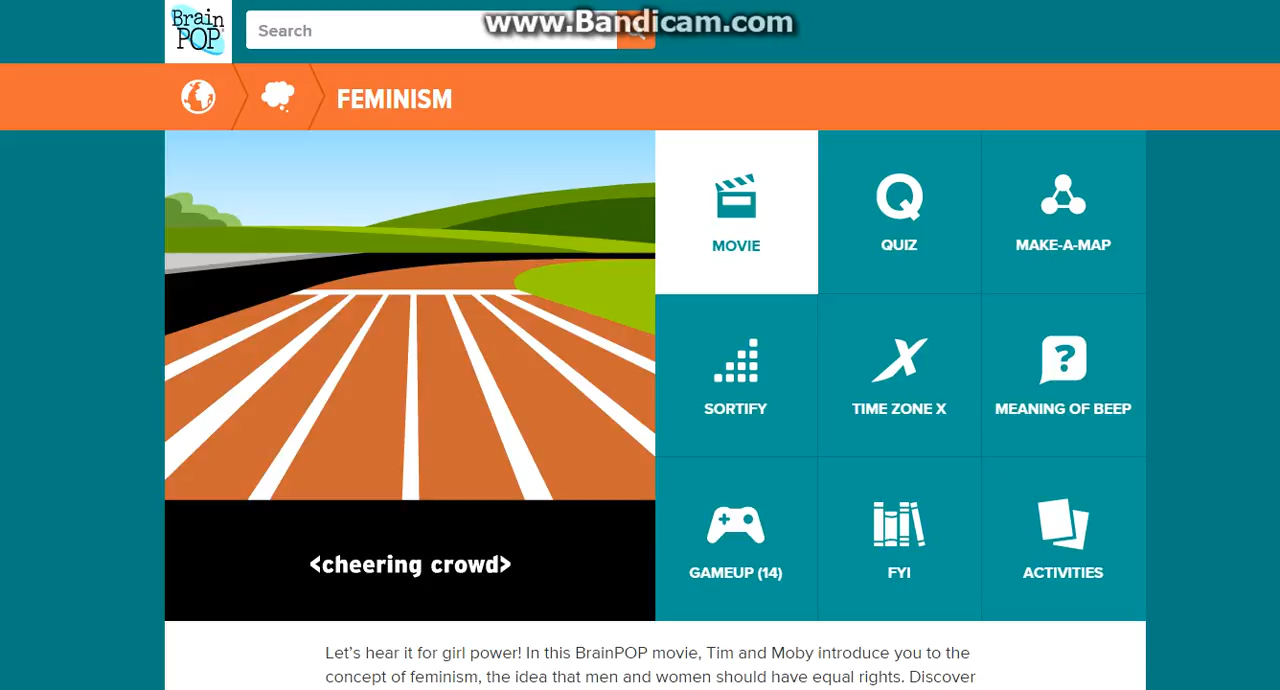 Brain
POP
Search
www.Bandicam.com
FEMINISM
MOVIE
QUIZ
MAKE-A-MAP
SORTIFY
TIME ZONE X
MEANING OF BEEP
GAMEUP (14)
FYI
ACTIVITIES
<cheering crowd>
Let’s hear it for girl power! In this BrainPOP movie, Tim and Moby introduce you to the
concept of feminism, the idea that men and women should have equal rights. Discover